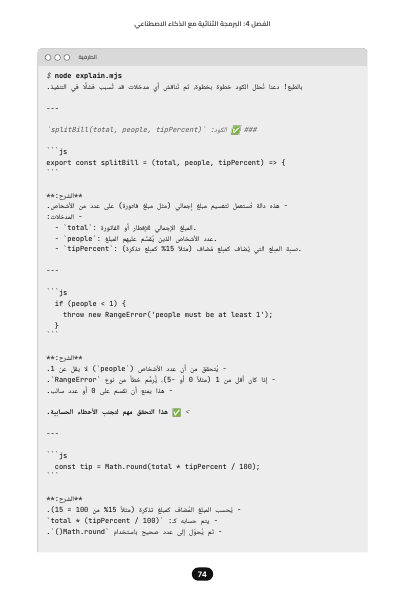 الفصل 4: البرمجة الثنائية مع الذكاء الاصطناعي
الطرفية
$ node explain.mjs
بالطبع! دعنا نُحلل الكود خطوة بخطوة، ثم نُناقش أي مدخلات قد تُسبب فشلًا في التنفيذ.
---
### ✅ الكود: `splitBill(total, people, tipPercent)`
```js
export const splitBill = (total, people, tipPercent) => {
```
**الشرح:**
- هذه دالة تُستعمل لتقسيم مبلغ إجمالي (مثل مبلغ فاتورة) على عدد من الأشخاص.
- المدخلات:
- `total`: المبلغ الإجمالي للإفطار أو الفاتورة.
- `people`: عدد الأشخاص الذين يُقسّم عليهم المبلغ.
- `tipPercent`: نسبة المبلغ التي يُضاف كمبلغ مُضاف (مثلاً 15% كمبلغ تذكرة).
---
```js
if (people < 1) {
throw new RangeError('people must be at least 1');
}
```
**الشرح:**
- يُتحقق من أن عدد الأشخاص (`people`) لا يقل عن 1.
- إذا كان أقل من 1 (مثلاً 0 أو -5)، يُرمَّم خطأ من نوع `RangeError`.
- هذا يمنع أن نقسم على 0 أو عدد سالب.
> ✅ هذا التحقق مهم لتجنب الأخطاء الحسابية.
---
```js
const tip = Math.round(total * tipPercent / 100);
```
**الشرح:**
- يُحسب المبلغ المُضاف كمبلغ تذكرة (مثلاً 15% من 100 = 15).
- يتم حسابه كـ: `total * (tipPercent / 100)`
- ثم يُحوّل إلى عدد صحيح باستخدام `Math.round()`.
74